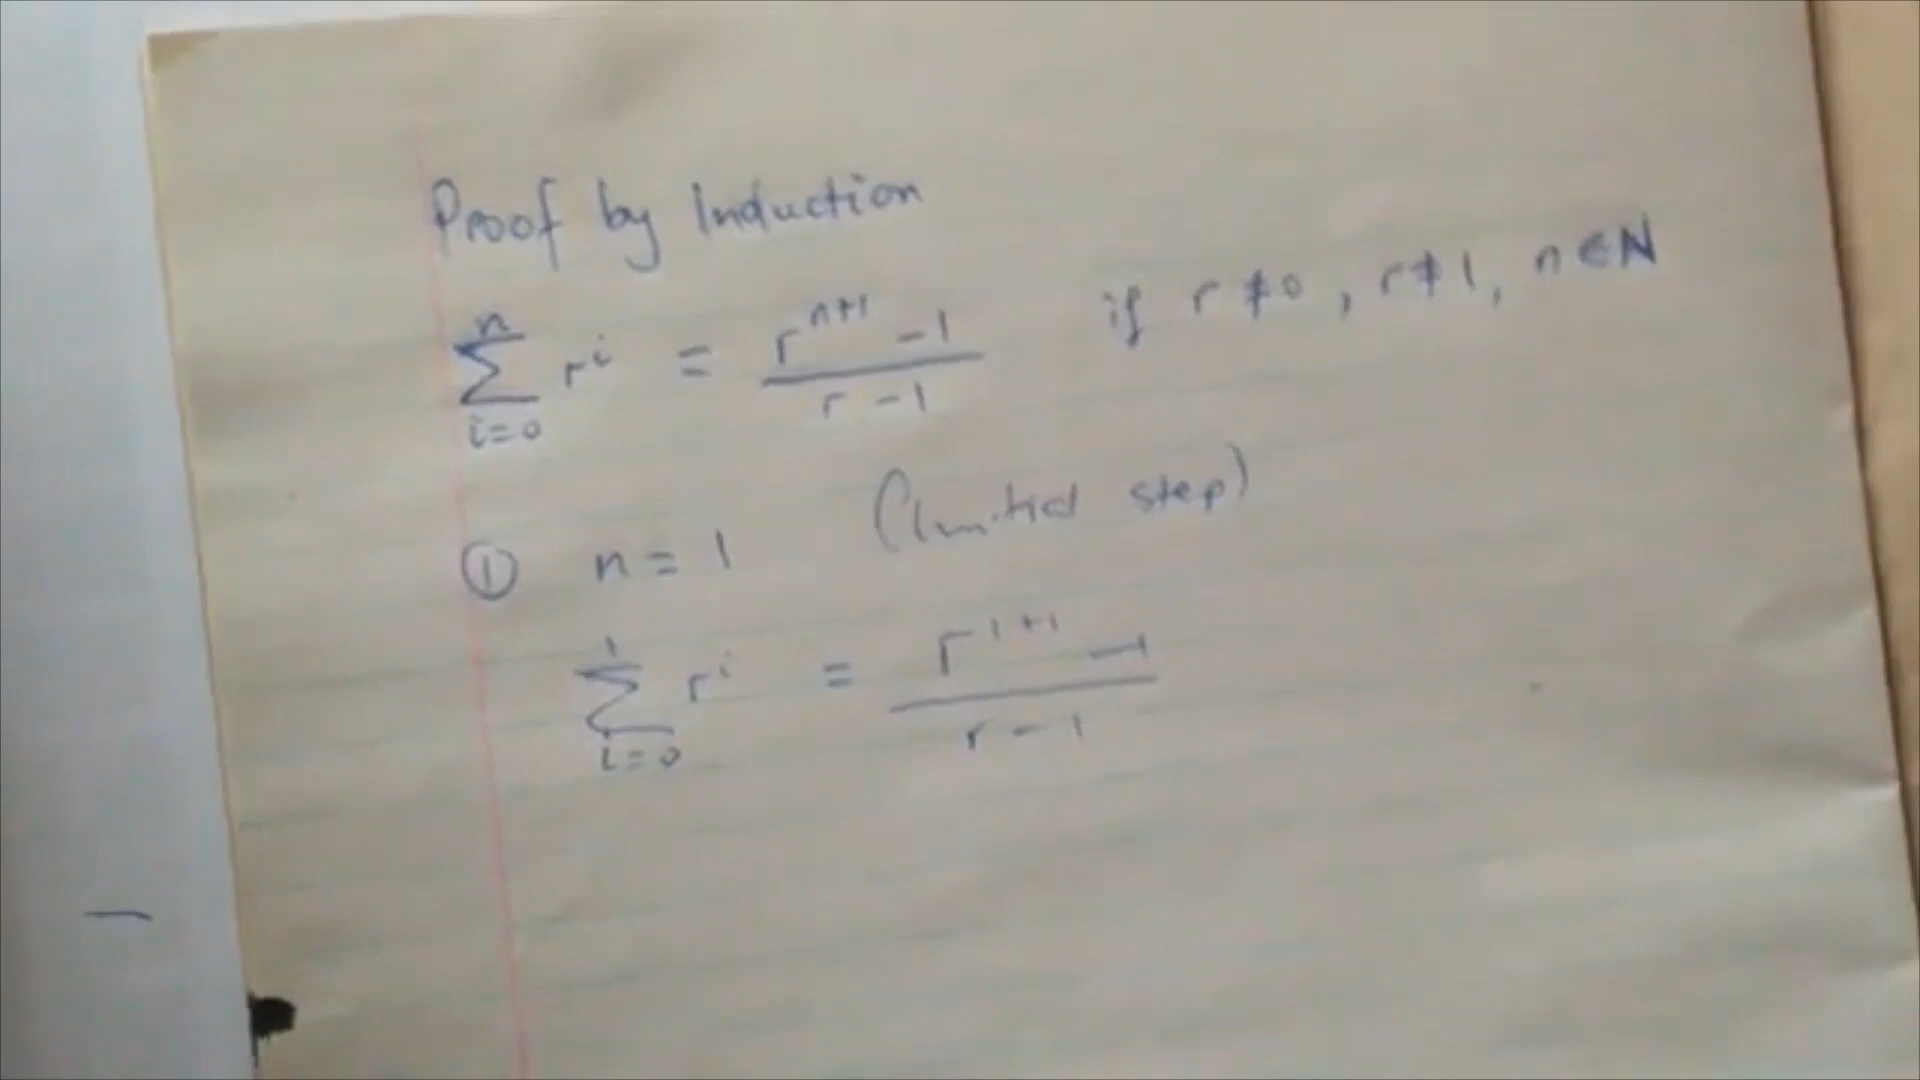 Proof by Induction
∑_{i=0}^{n} r^i = (r^{n+1} - 1)/(r - 1) if r ≠ 0, r ≠ 1, n ∈ N
① n = 1 (Initial step)
∑_{i=0}^{1} r^i = (r^{1+1} - 1)/(r - 1)